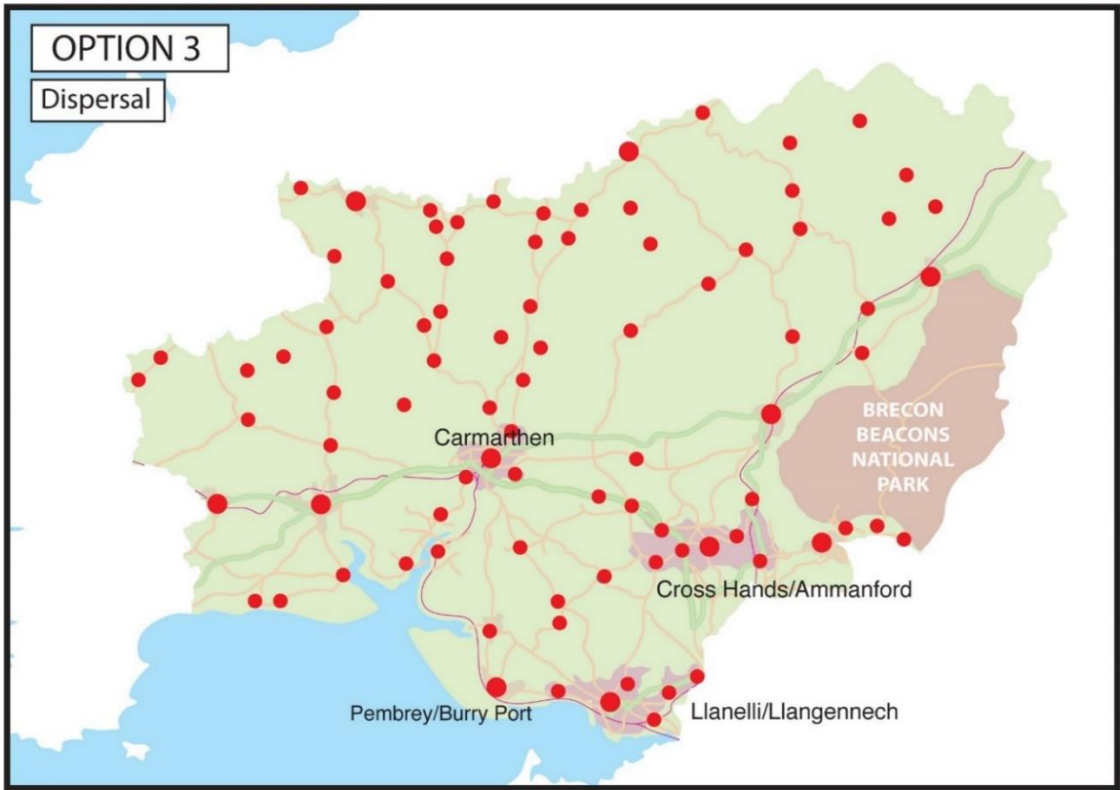 OPTION 3
Dispersal
BRECON
BEACONS
NATIONAL
PARK
Carmarthen
Cross Hands/Ammanford
Pembrey/Burry Port
Llanelli/Llangennech